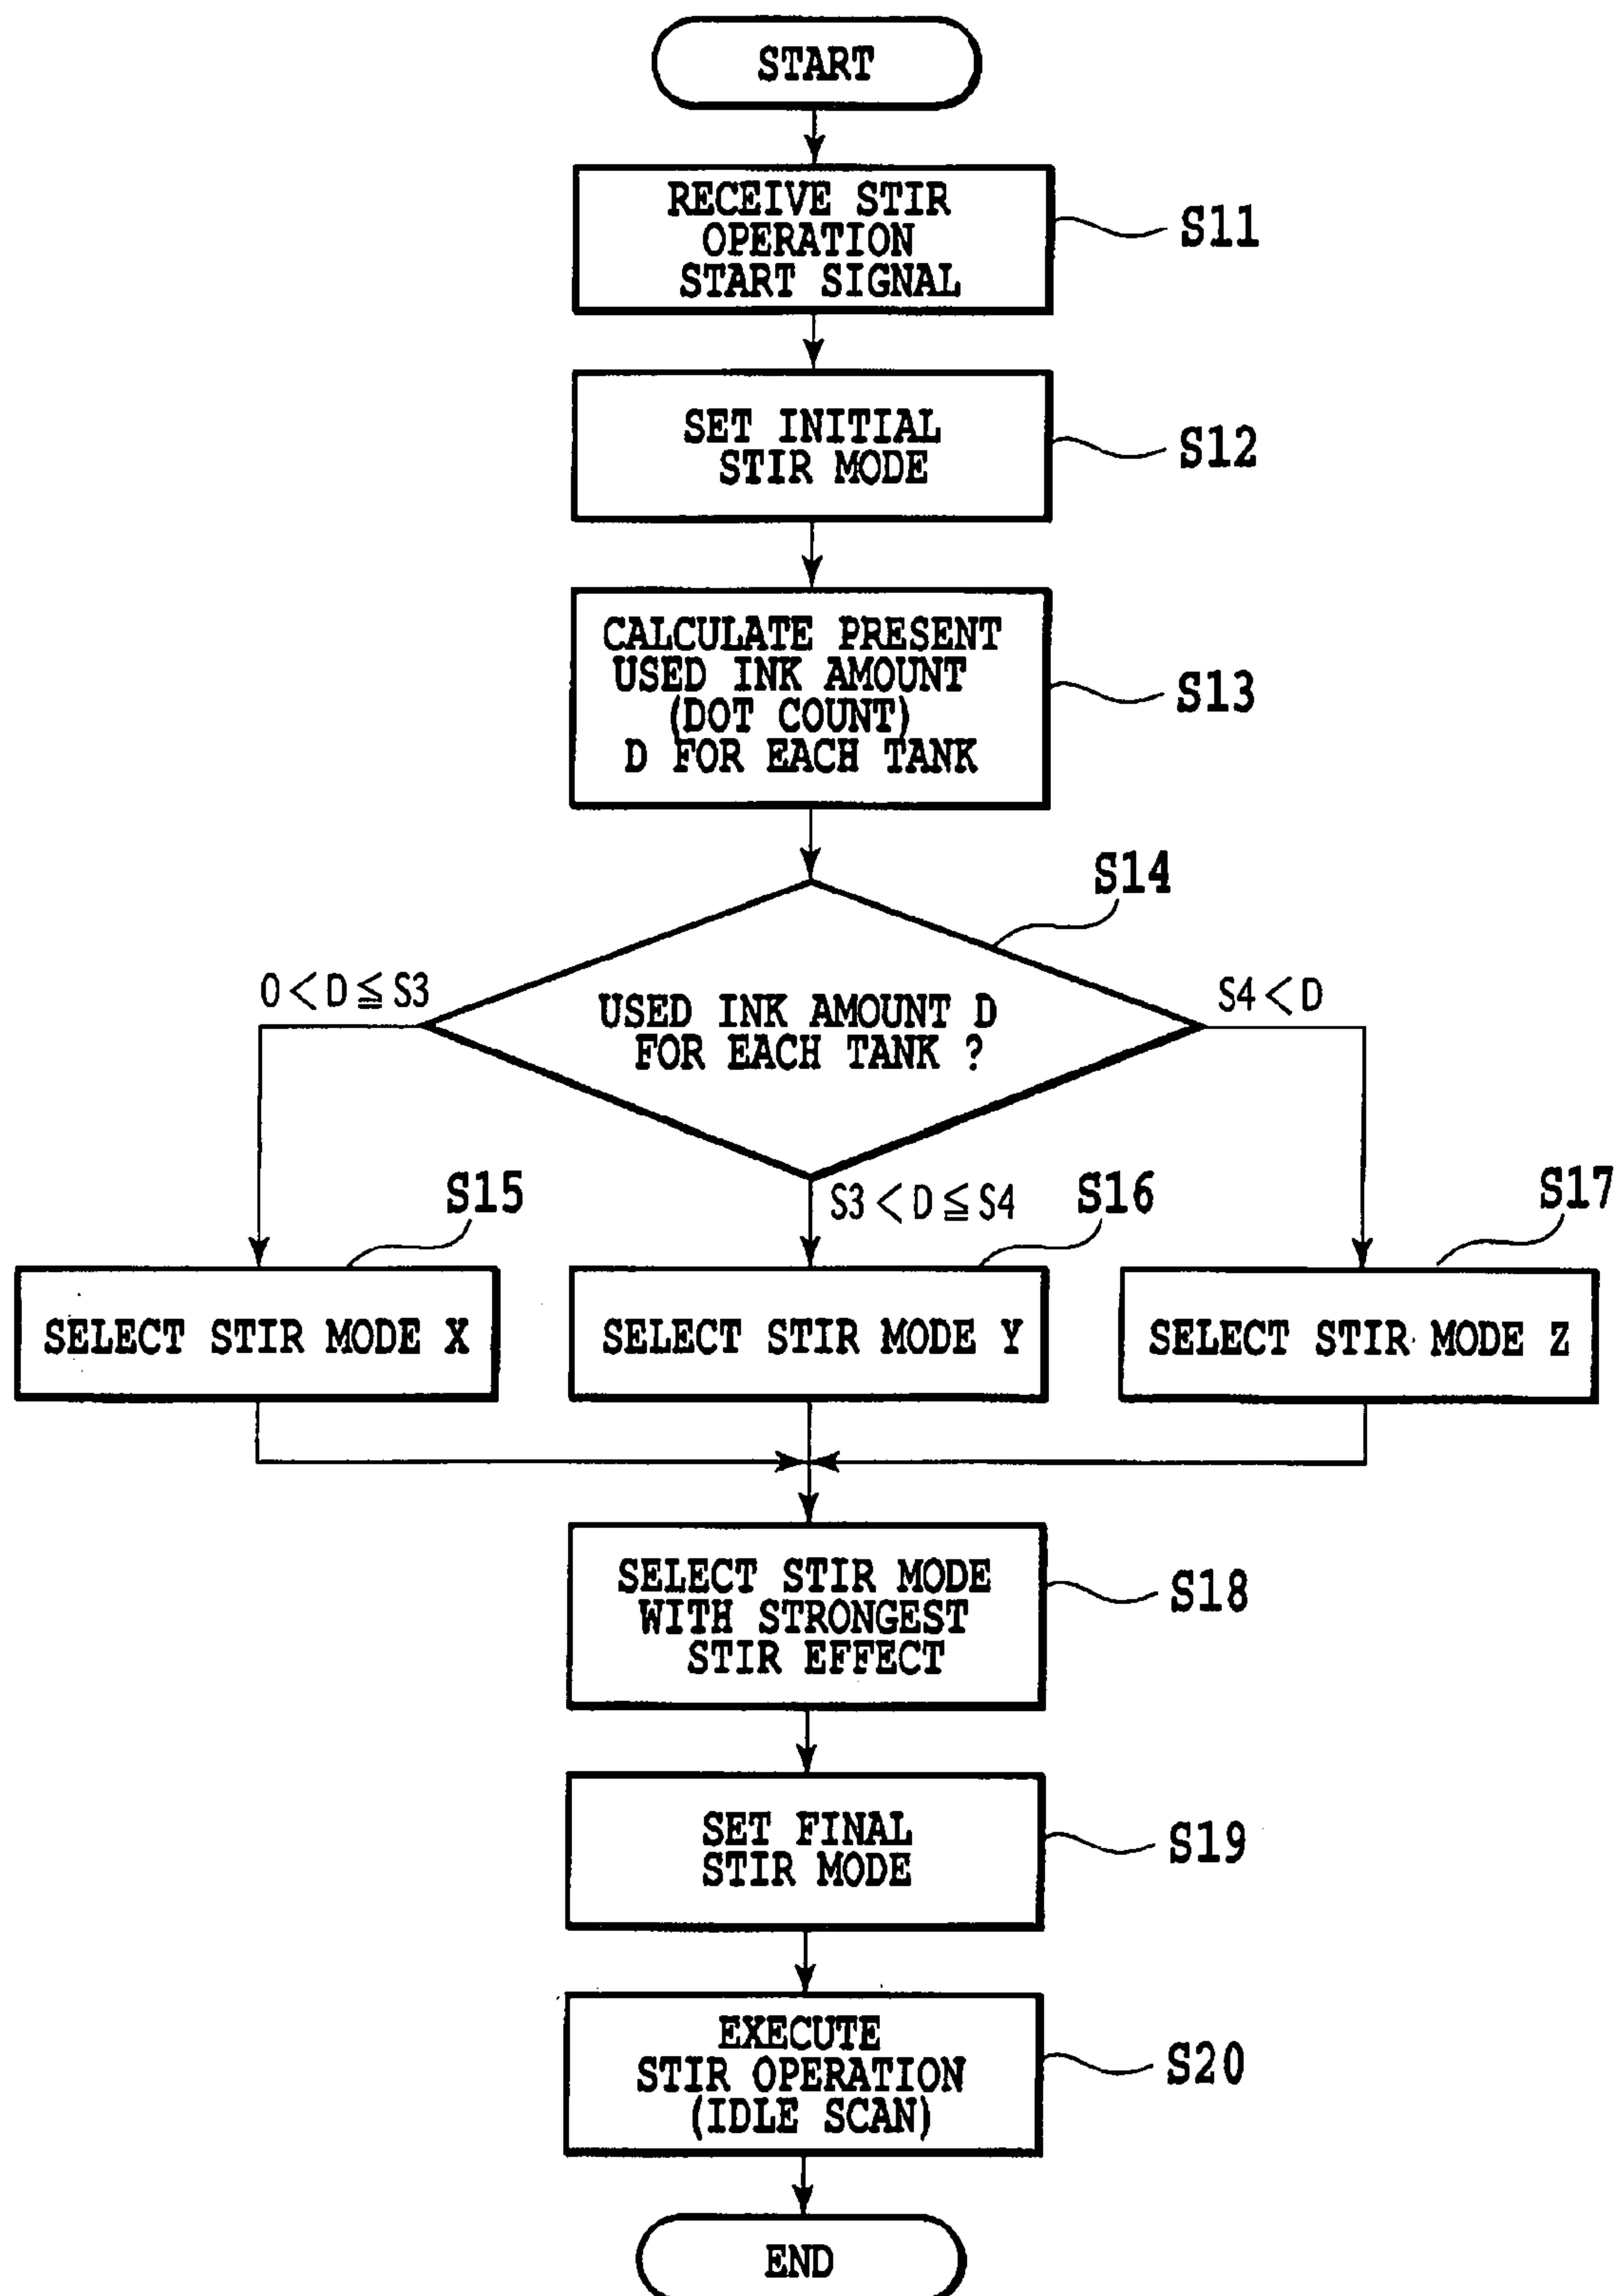 START
RECEIVE STIR
OPERATION
START SIGNAL
S11
SET INITIAL
STIR MODE
S12
CALCULATE PRESENT
USED INK AMOUNT
(DOT COUNT)
D FOR EACH TANK
S13
S14
0<D≦S3
USED INK AMOUNT D
FOR EACH TANK ?
S4<D
S3<D≦S4
S15
S16
S17
SELECT STIR MODE X
SELECT STIR MODE Y
SELECT STIR MODE Z
SELECT STIR MODE
WITH STRONGEST
STIR EFFECT
S18
SET FINAL
STIR MODE
S19
EXECUTE
STIR OPERATION
(IDLE SCAN)
S20
END